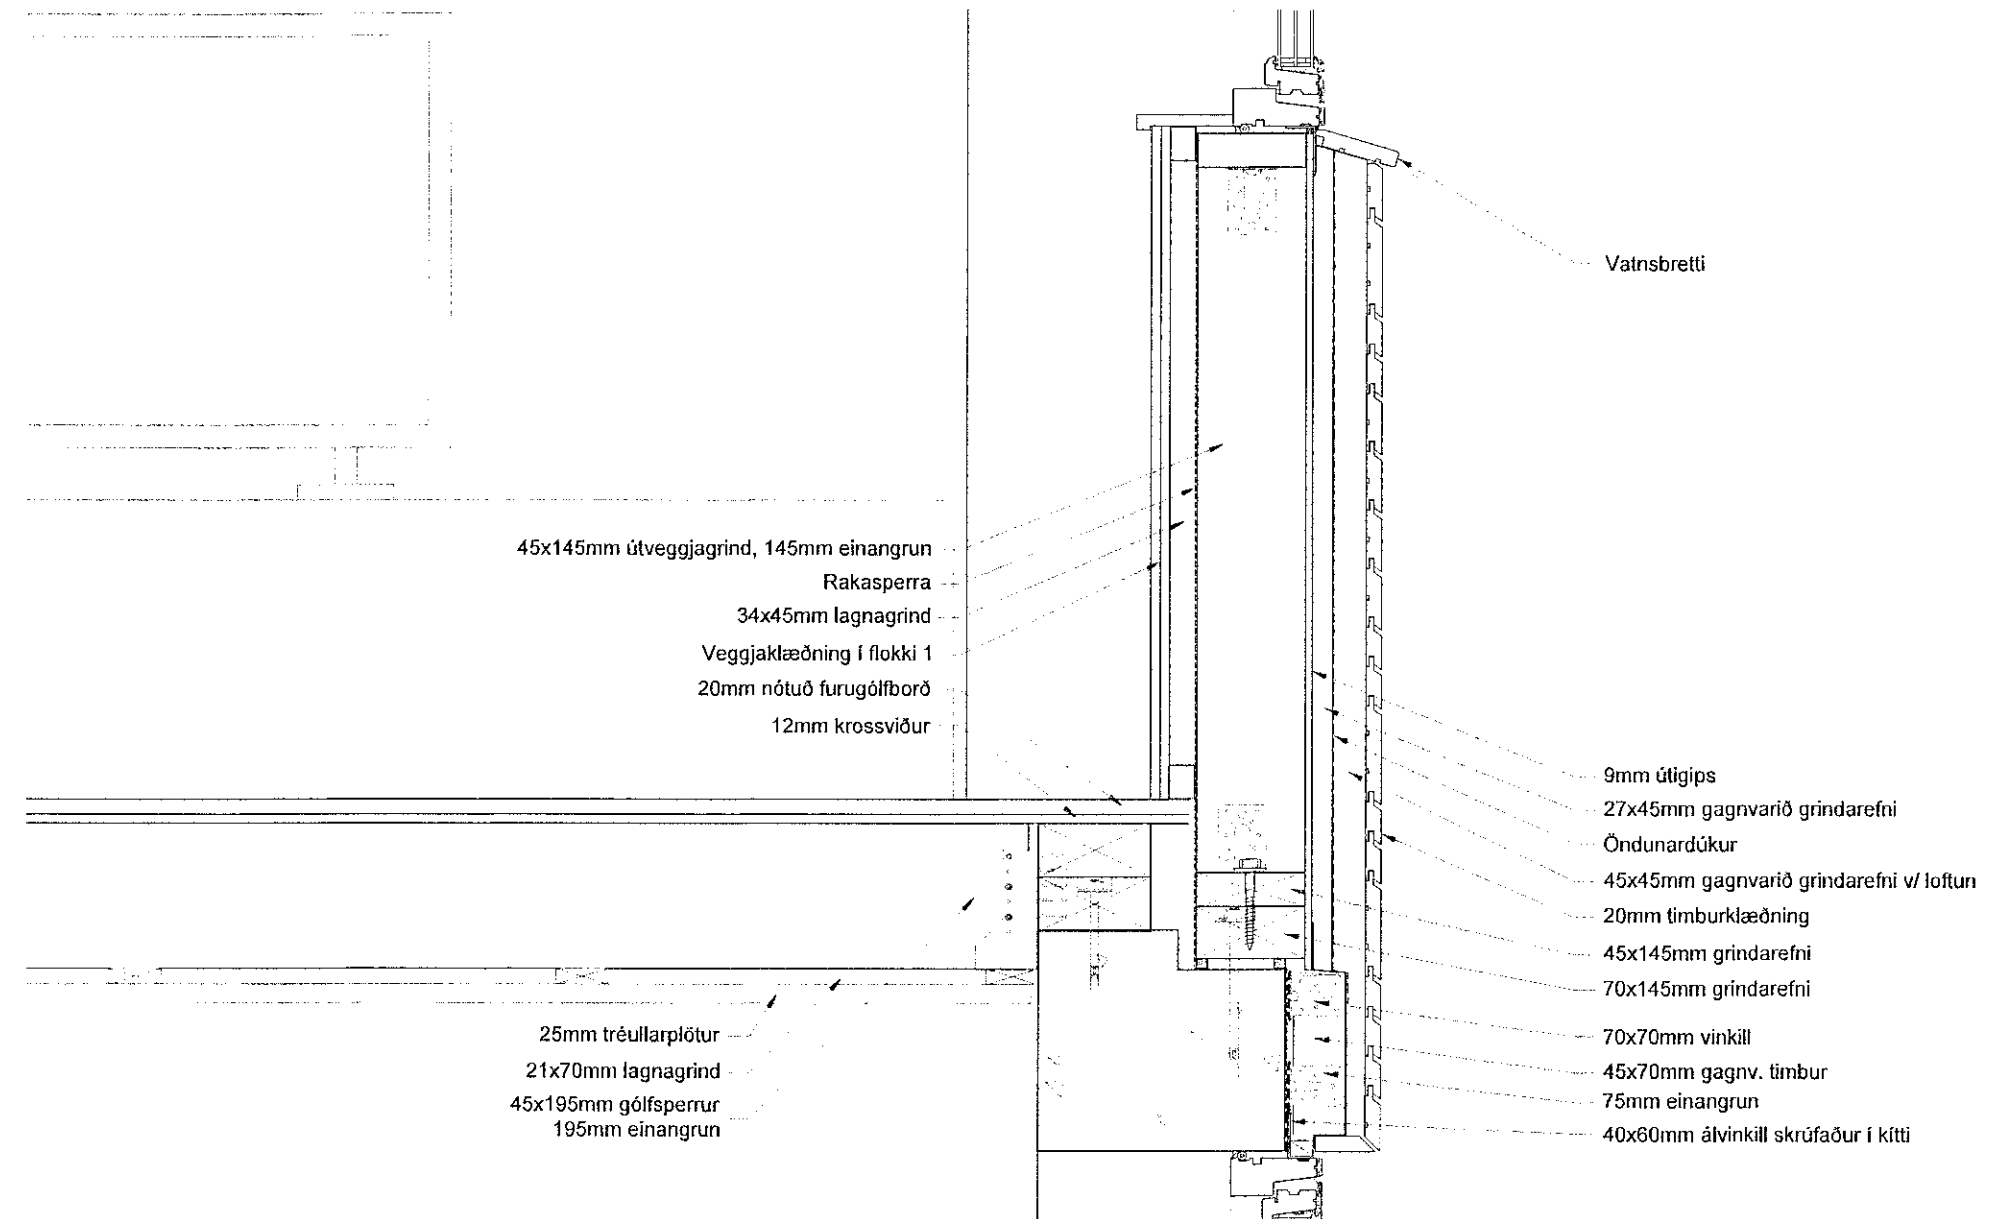 Vatnsbretti
45x145mm útveggjagrind, 145mm einangrun
Rakasperra
34x45mm lagnagrind
Veggjaklæðning í flokki 1
20mm nótuð furugólfborð
12mm krossviður
9mm útigips
27x45mm gagnvarið grindarefni
Öndunardúkur
45x45mm gagnvarið grindarefni v/ loftun
20mm timburklæðning
45x145mm grindarefni
70x145mm grindarefni
70x70mm vinkill
45x70mm gagnv. timbur
75mm einangrun
40x60mm álvinkill skrúfaður í kítti
25mm tréullarplötur
21x70mm lagnagrind
45x195mm gólfsperrur
195mm einangrun